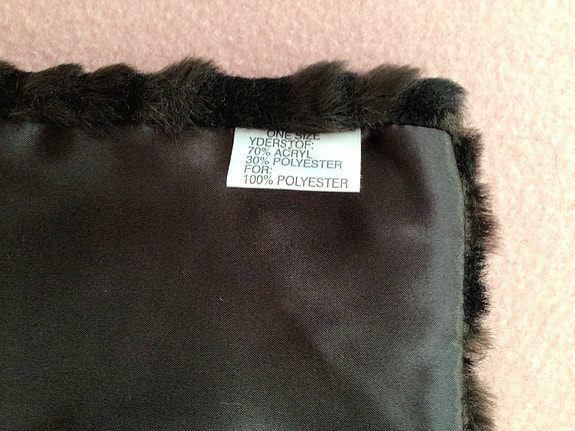 ONE SIZE
YDERSTOF:
70% ACRYL
30% POLYESTER
FOR:
100% POLYESTER